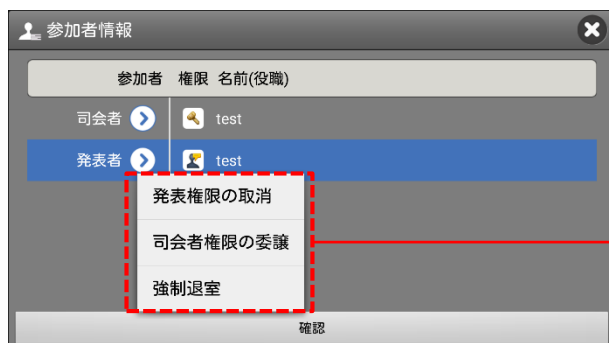 参加者情報
参加者 権限 名前(役職)
司会者 test
発表者 test
発表権限の取消
司会者権限の委譲
強制退室
確認